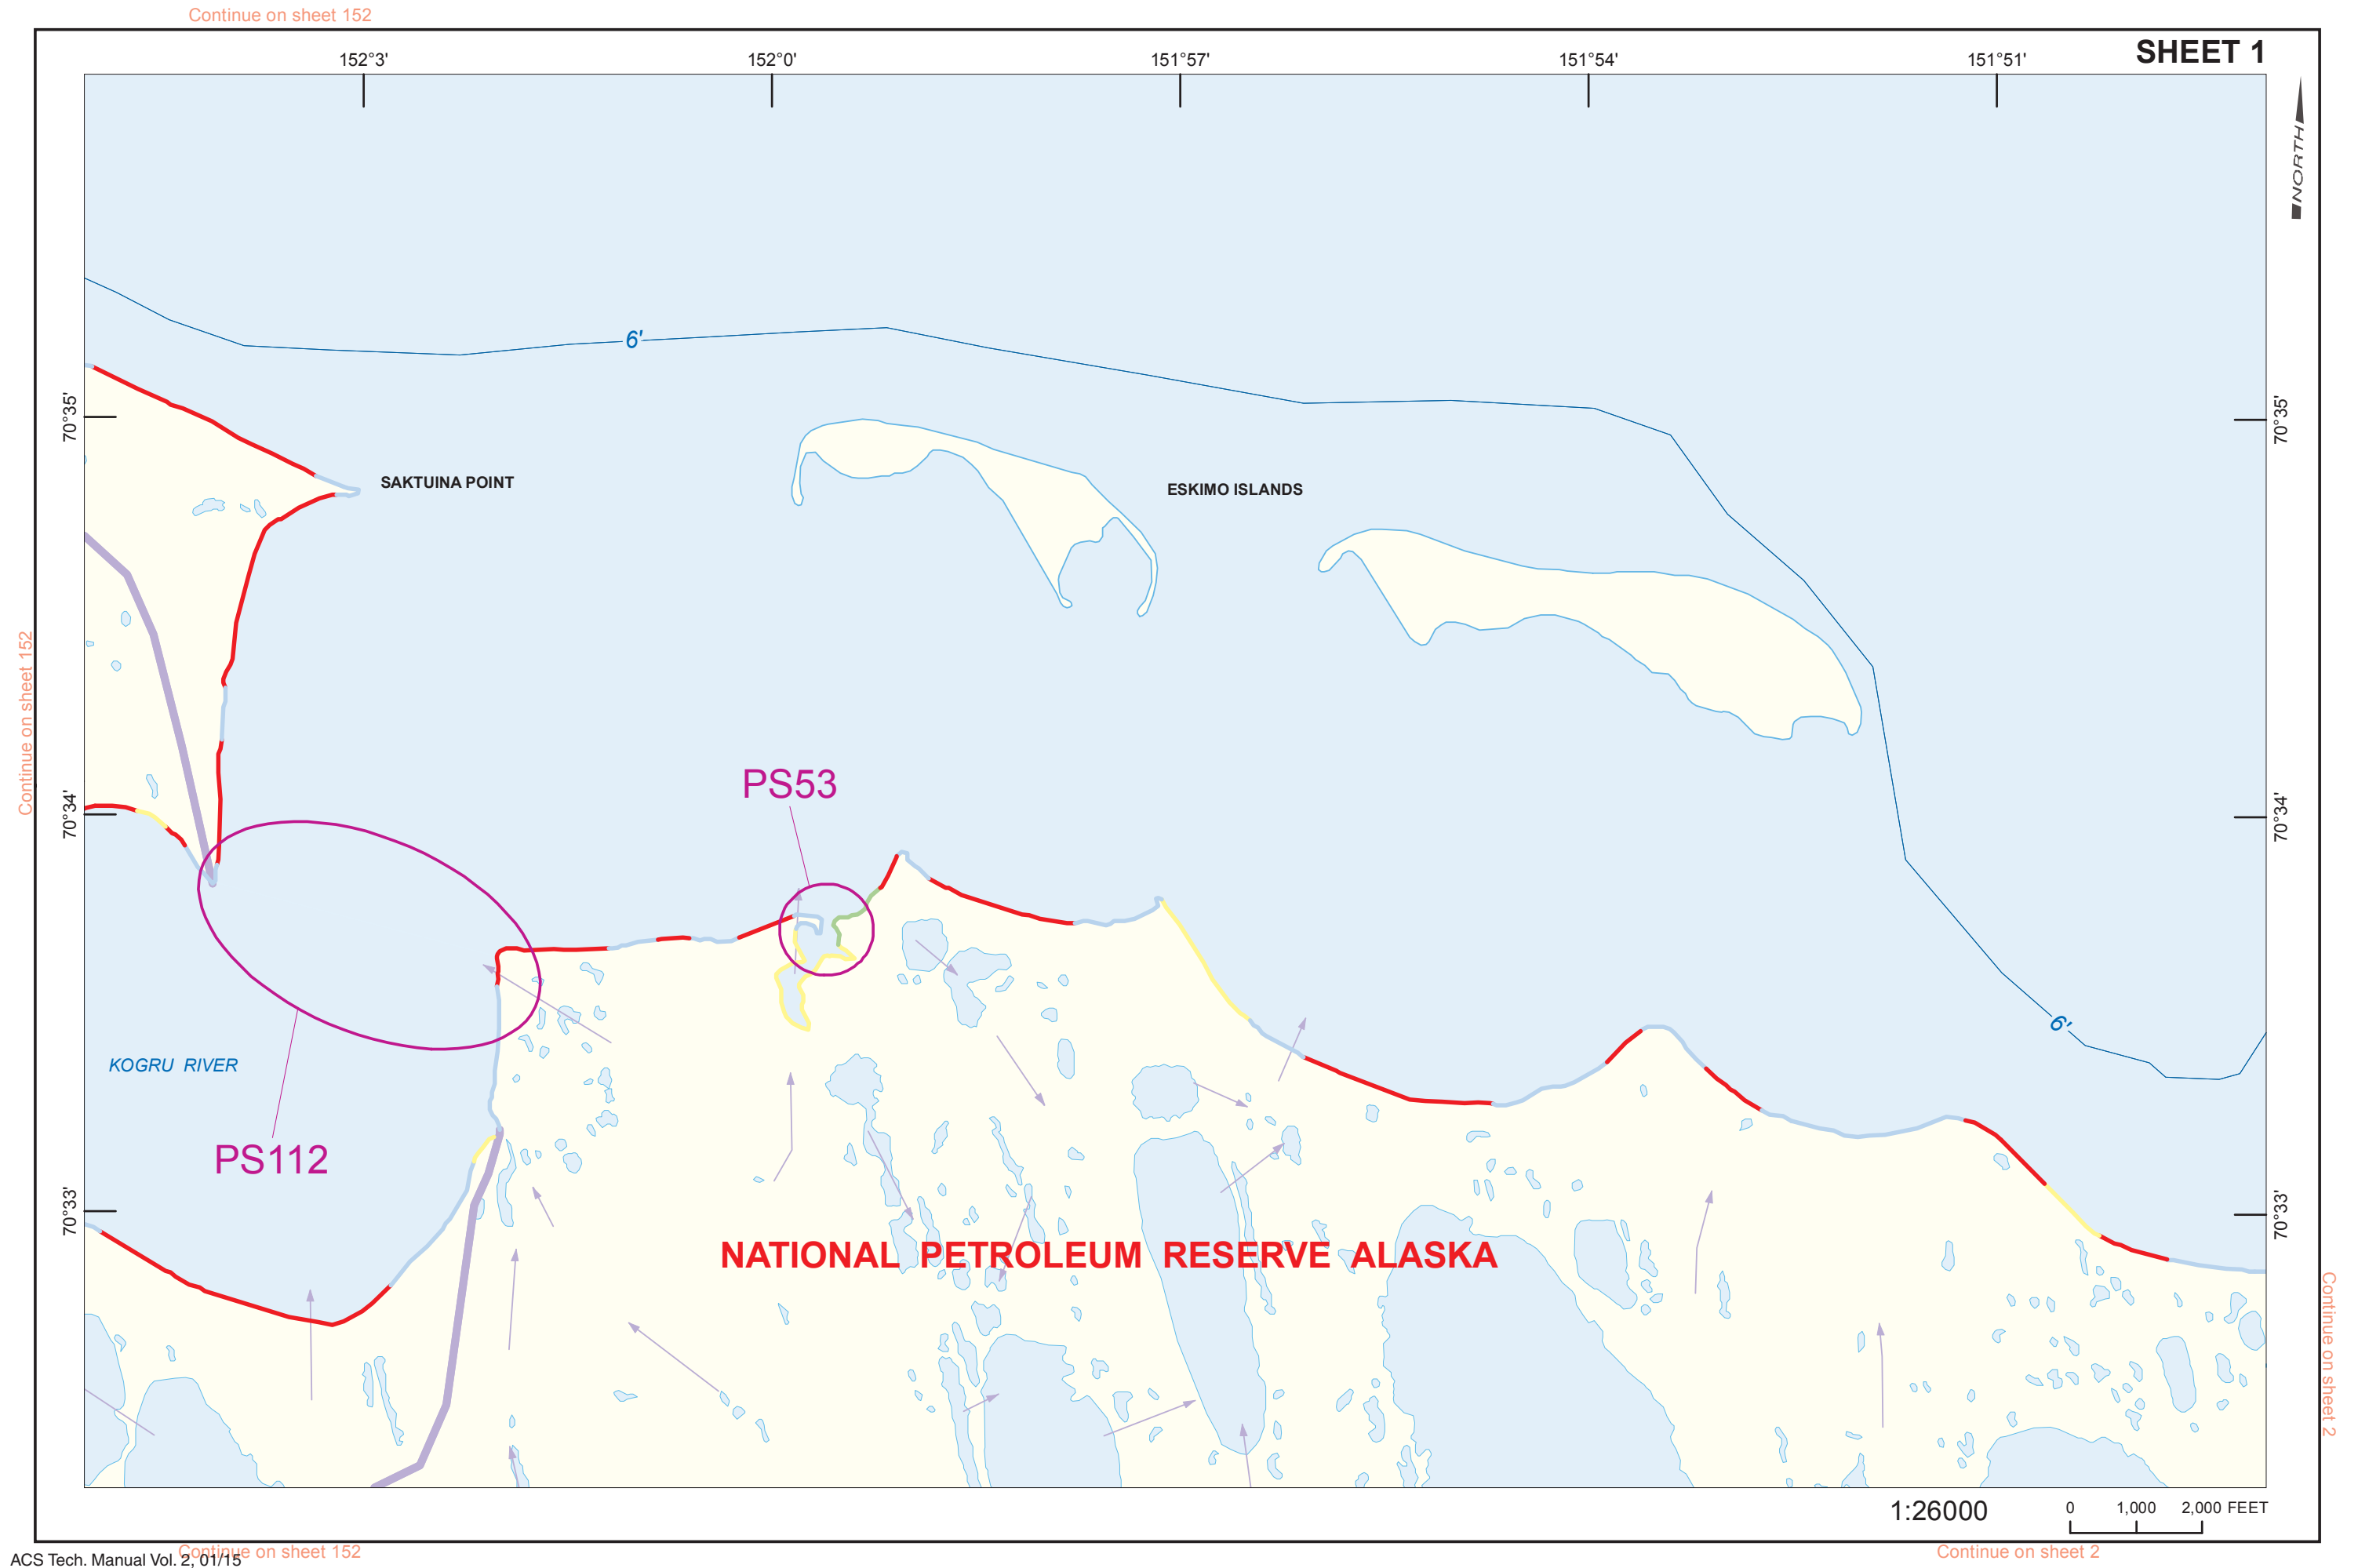 Continue on sheet 152
SHEET 1
152°3'
152°0'
151°57'
151°54'
151°51'
NORTH
6'
70°35'
70°35'
SAKTUINA POINT
ESKIMO ISLANDS
Continue on sheet 152
PS53
70°34'
70°34'
6'
KOGRU RIVER
PS112
70°33'
70°33'
NATIONAL PETROLEUM RESERVE ALASKA
Continue on sheet 2
1:26000
0 1,000 2,000 FEET
Continue on sheet 152
Continue on sheet 2
ACS Tech. Manual Vol. 2, 01/15